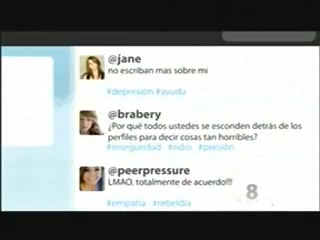 @jane
no escriban mas sobre mi
#depresión #ayuda
@brabery
¿Por qué todos ustedes se esconden detrás de los
perfiles para decir cosas tan horribles?
#inseguridad #odio #presión
@peerpressure
LMAO, totalmente de acuerdo!!!
#empatía #rebeldía
8